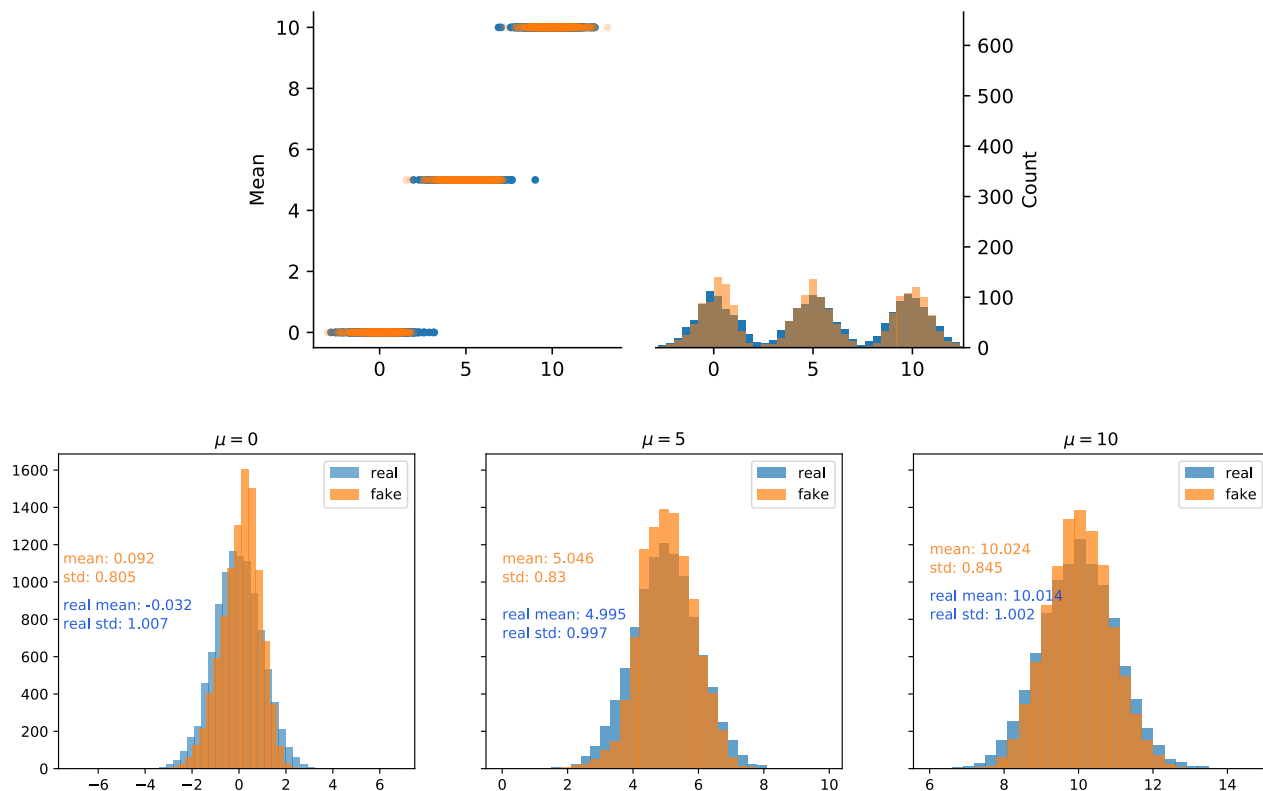 10
8
6
4
2
0
Mean
0
5
10
600
500
400
300
200
100
0
Count
0
5
10
μ = 0
1600
1400
1200
1000
800
600
400
200
0
real
fake
mean: 0.092
std: 0.805
real mean: -0.032
real std: 1.007
−6
−4
−2
0
2
4
6
μ = 5
real
fake
mean: 5.046
std: 0.83
real mean: 4.995
real std: 0.997
0
2
4
6
8
10
μ = 10
real
fake
mean: 10.024
std: 0.845
real mean: 10.014
real std: 1.002
6
8
10
12
14